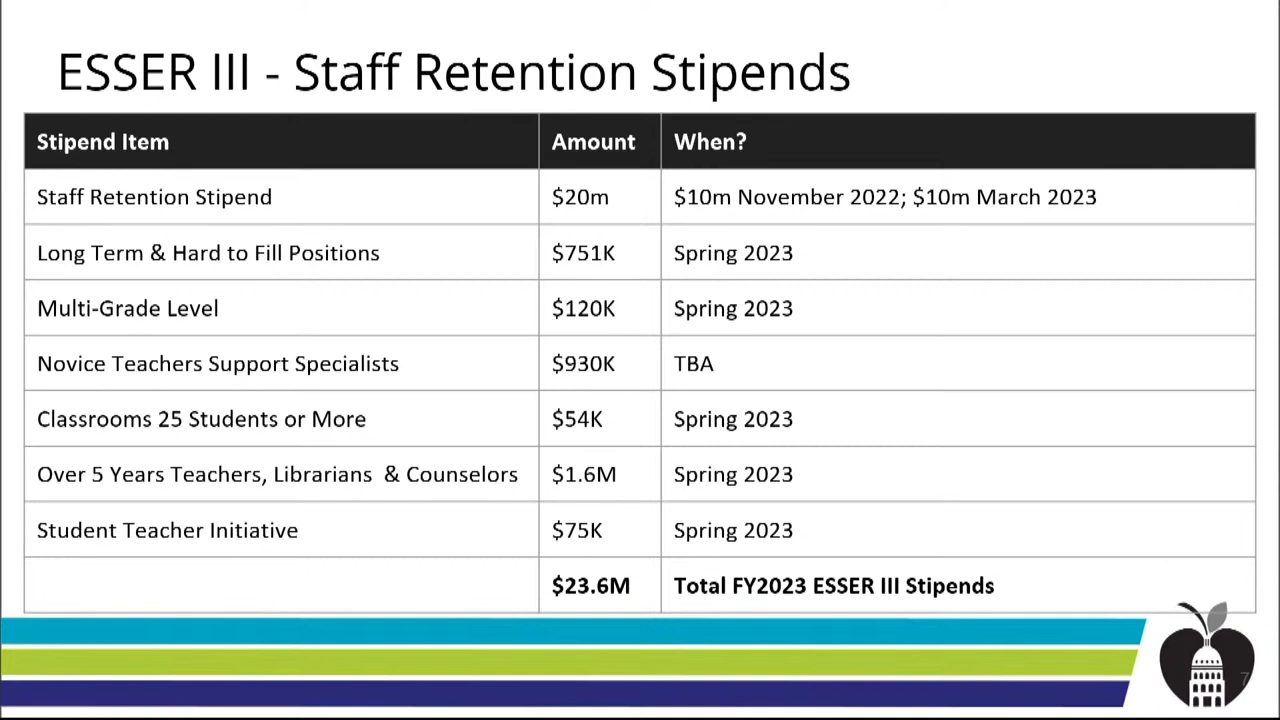 ESSER III - Staff Retention Stipends
Stipend Item Amount When?
Staff Retention Stipend $20m $10m November 2022; $10m March 2023
Long Term & Hard to Fill Positions $751K Spring 2023
Multi-Grade Level $120K Spring 2023
Novice Teachers Support Specialists $930K TBA
Classrooms 25 Students or More $54K Spring 2023
Over 5 Years Teachers, Librarians & Counselors $1.6M Spring 2023
Student Teacher Initiative $75K Spring 2023
$23.6M Total FY2023 ESSER III Stipends
7